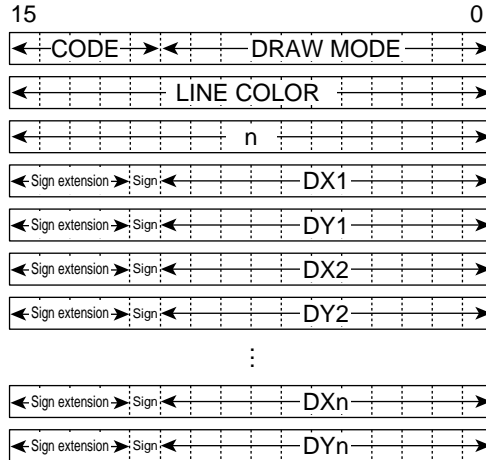 15 0
CODE DRAW MODE
LINE COLOR
n
Sign extension Sign DX1
Sign extension Sign DY1
Sign extension Sign DX2
Sign extension Sign DY2
⋮
Sign extension Sign DXn
Sign extension Sign DYn